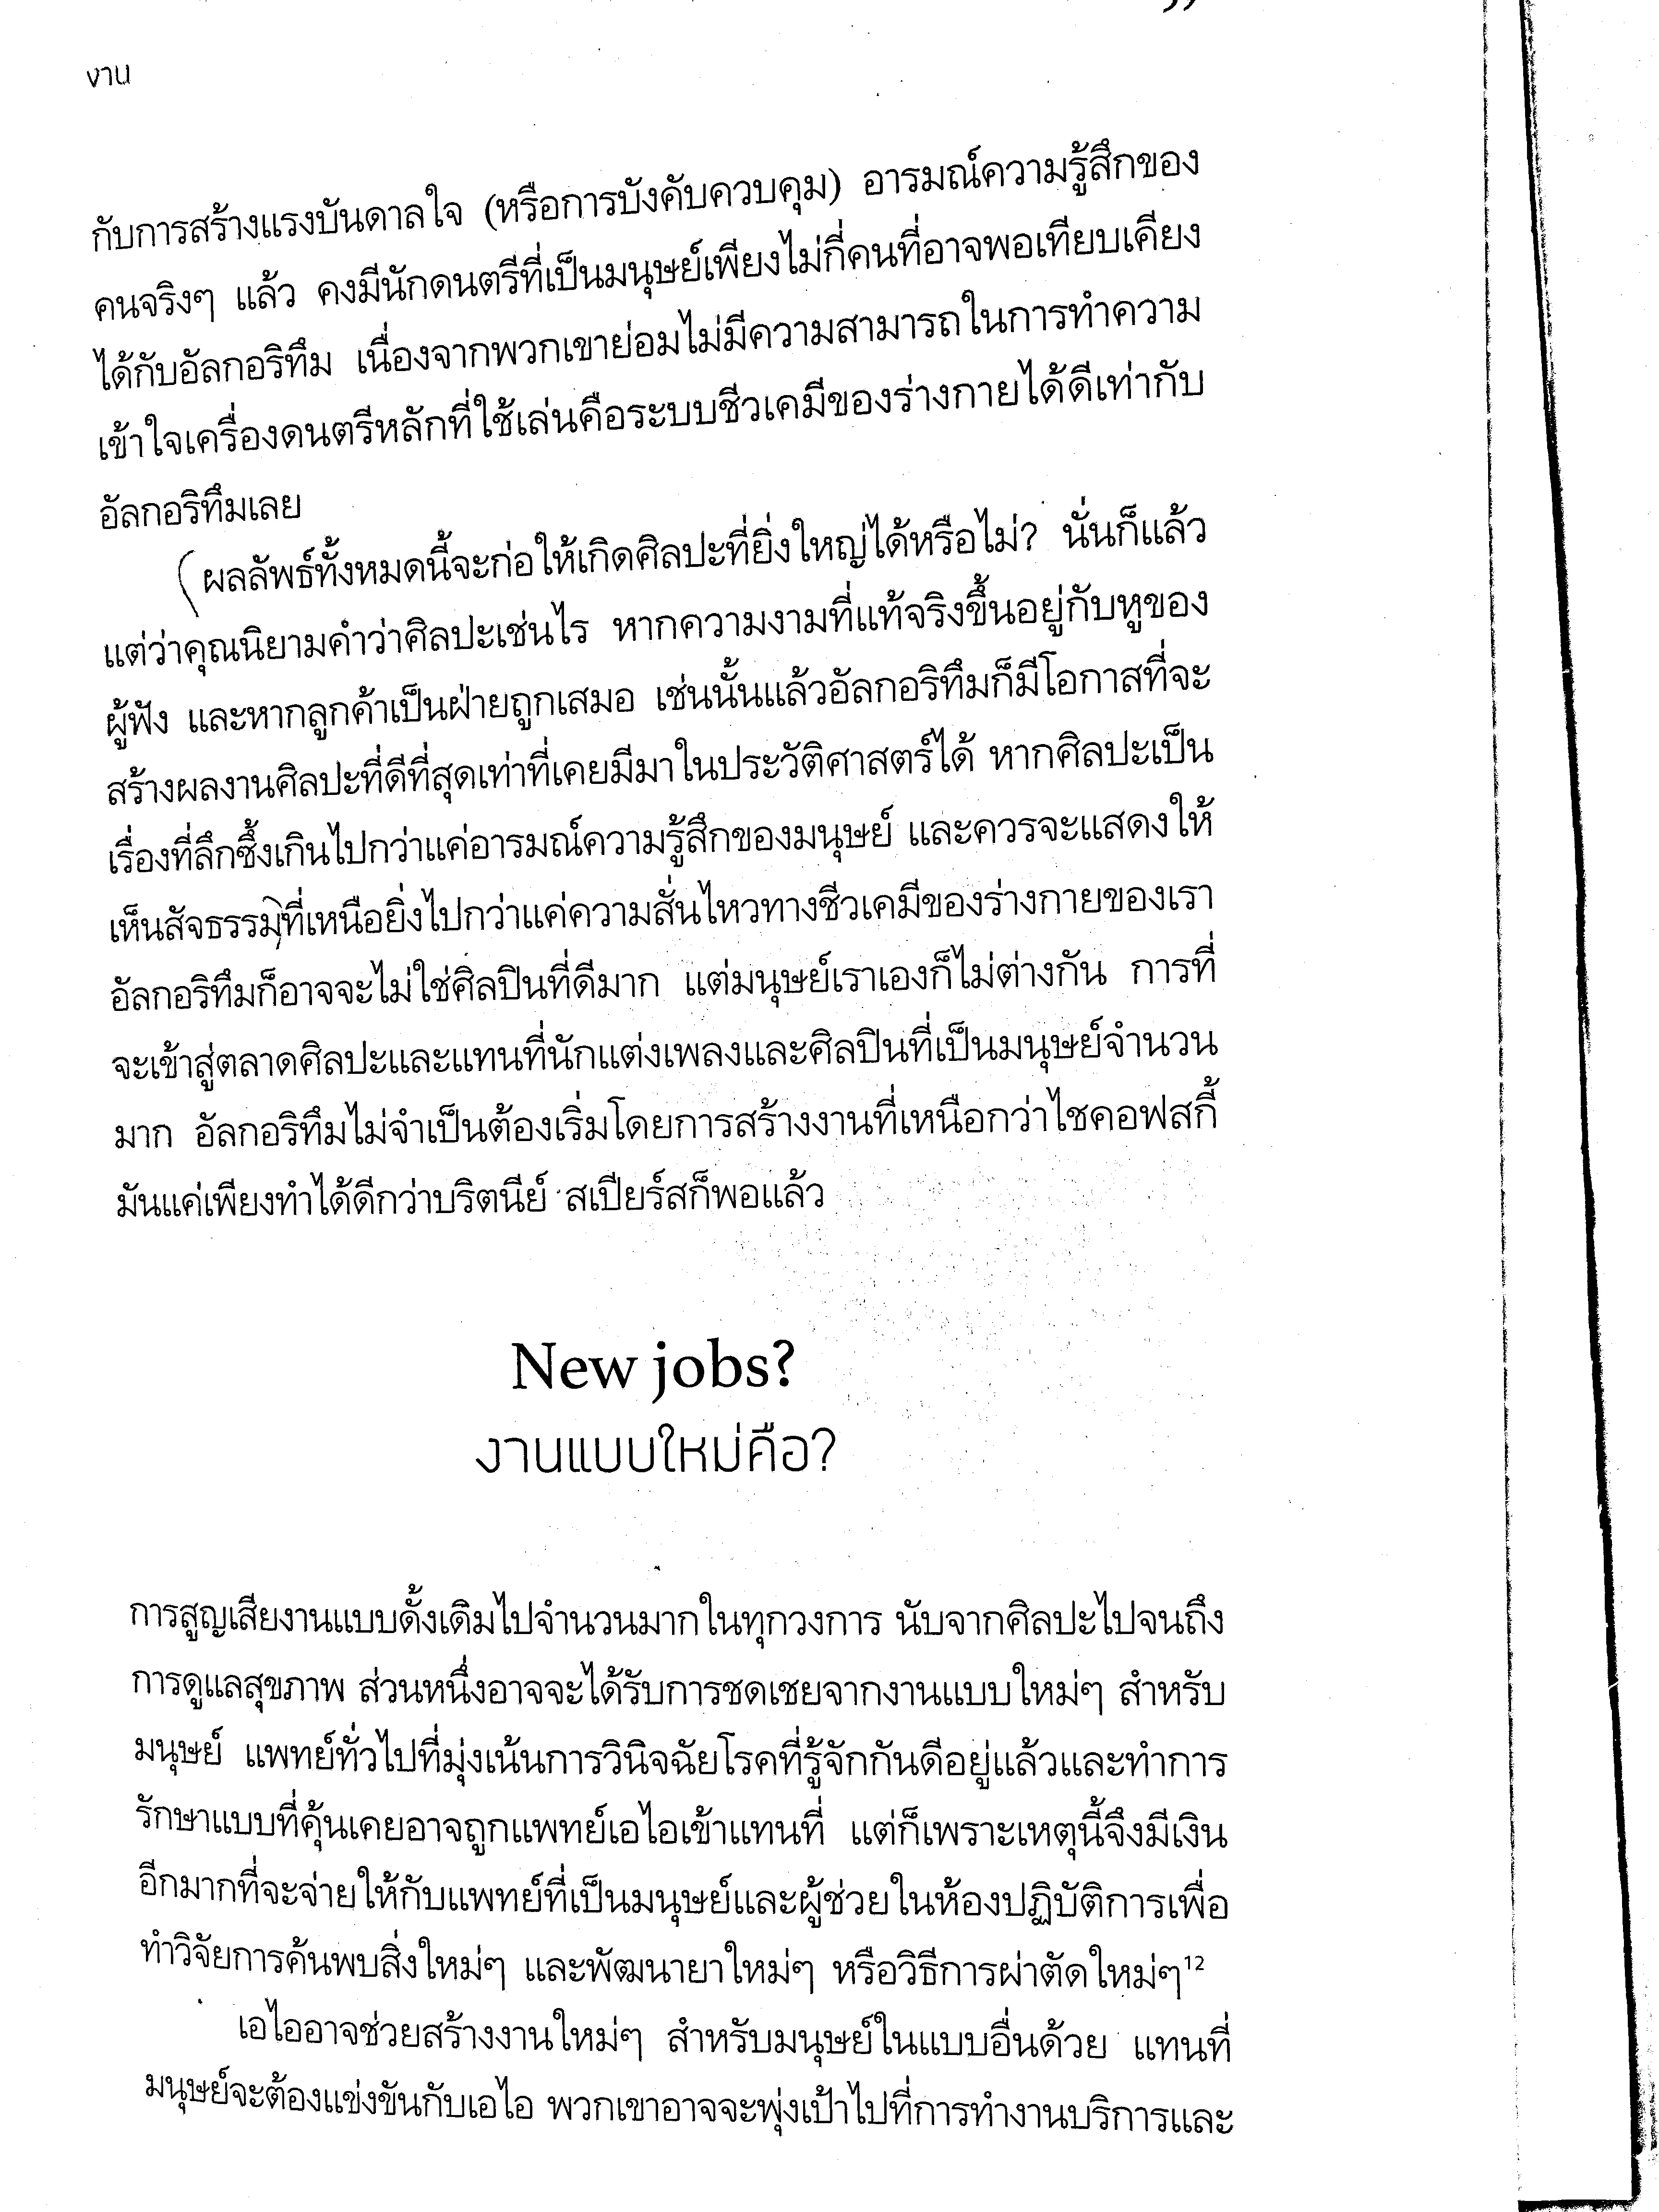 งาน
กับการสร้างแรงบันดาลใจ (หรือการบังคับควบคุม) อารมณ์ความรู้สึกของ
คนจริงๆ แล้ว คงมีนักดนตรีที่เป็นมนุษย์เพียงไม่กี่คนที่อาจพอเทียบเคียง
ได้กับอัลกอริทึม เนื่องจากพวกเขาย่อมไม่มีความสามารถในการทำความ
เข้าใจเครื่องดนตรีหลักที่ใช้เล่นคือระบบชีวเคมีของร่างกายได้ดีเท่ากับ
อัลกอริทึมเลย
ผลลัพธ์ทั้งหมดนี้จะก่อให้เกิดศิลปะที่ยิ่งใหญ่ได้หรือไม่? นั่นก็แล้ว
แต่ว่าคุณนิยามคำว่าศิลปะเช่นไร หากความงามที่แท้จริงขึ้นอยู่กับหูของ
ผู้ฟัง และหากลูกค้าเป็นฝ่ายถูกเสมอ เช่นนั้นแล้วอัลกอริทึมก็มีโอกาสที่จะ
สร้างผลงานศิลปะที่ดีที่สุดเท่าที่เคยมีมาในประวัติศาสตร์ได้ หากศิลปะเป็น
เรื่องที่ลึกซึ้งเกินไปกว่าแค่อารมณ์ความรู้สึกของมนุษย์ และควรจะแสดงให้
เห็นสัจธรรมที่เหนือยิ่งไปกว่าแค่ความสั่นไหวทางชีวเคมีของร่างกายของเรา
อัลกอริทึมก็อาจจะไม่ใช่ศิลปินที่ดีมาก แต่มนุษย์เราเองก็ไม่ต่างกัน การที่
จะเข้าสู่ตลาดศิลปะและแทนที่นักแต่งเพลงและศิลปินที่เป็นมนุษย์จำนวน
มาก อัลกอริทึมไม่จำเป็นต้องเริ่มโดยการสร้างงานที่เหนือกว่าไชคอฟสกี้
มันแค่เพียงทำได้ดีกว่าบริตนีย์ สเปียร์สก็พอแล้ว
New jobs?
งานแบบใหม่คือ?
การสูญเสียงานแบบดั้งเดิมไปจำนวนมากในทุกวงการ นับจากศิลปะไปจนถึง
การดูแลสุขภาพ ส่วนหนึ่งอาจจะได้รับการชดเชยจากงานแบบใหม่ๆ สำหรับ
มนุษย์ แพทย์ทั่วไปที่มุ่งเน้นการวินิจฉัยโรคที่รู้จักกันดีอยู่แล้วและทำการ
รักษาแบบที่คุ้นเคยอาจถูกแพทย์เอไอเข้าแทนที่ แต่ก็เพราะเหตุนี้จึงมีเงิน
อีกมากที่จะจ่ายให้กับแพทย์ที่เป็นมนุษย์และผู้ช่วยในห้องปฏิบัติการเพื่อ
ทำวิจัยการค้นพบสิ่งใหม่ๆ และพัฒนายาใหม่ๆ หรือวิธีการผ่าตัดใหม่ๆ¹²
เอไออาจช่วยสร้างงานใหม่ๆ สำหรับมนุษย์ในแบบอื่นด้วย แทนที่
มนุษย์จะต้องแข่งขันกับเอไอ พวกเขาอาจจะพุ่งเป้าไปที่การทำงานบริการและ